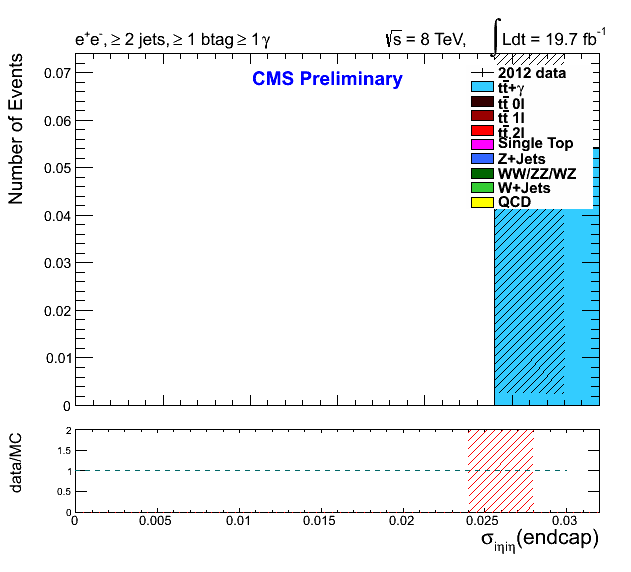 e⁺e⁻, ≥ 2 jets, ≥ 1 btag ≥ 1 γ
√s = 8 TeV, ∫ Ldt = 19.7 fb⁻¹
CMS Preliminary
2012 data
tt̄+γ
tt̄ 0l
tt̄ 1l
tt̄ 2l
Single Top
Z+Jets
WW/ZZ/WZ
W+Jets
QCD
Number of Events
0.07
0.06
0.05
0.04
0.03
0.02
0.01
0
data/MC
2
1.5
1
0.5
0
0 0.005 0.01 0.015 0.02 0.025 0.03
σ_iηiη(endcap)